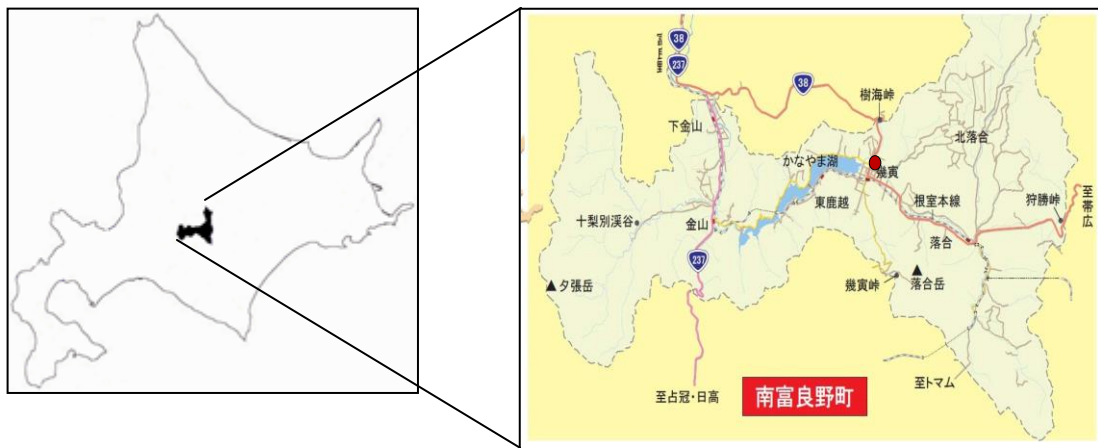 38
237
38
樹海峠
下金山
北落合
かなやま湖
幾寅
東鹿越
根室本線
狩勝峠
至帯広
十梨別渓谷
金山
落合
237
夕張岳
幾寅峠
落合岳
至トマム
至占冠・日高
南富良野町